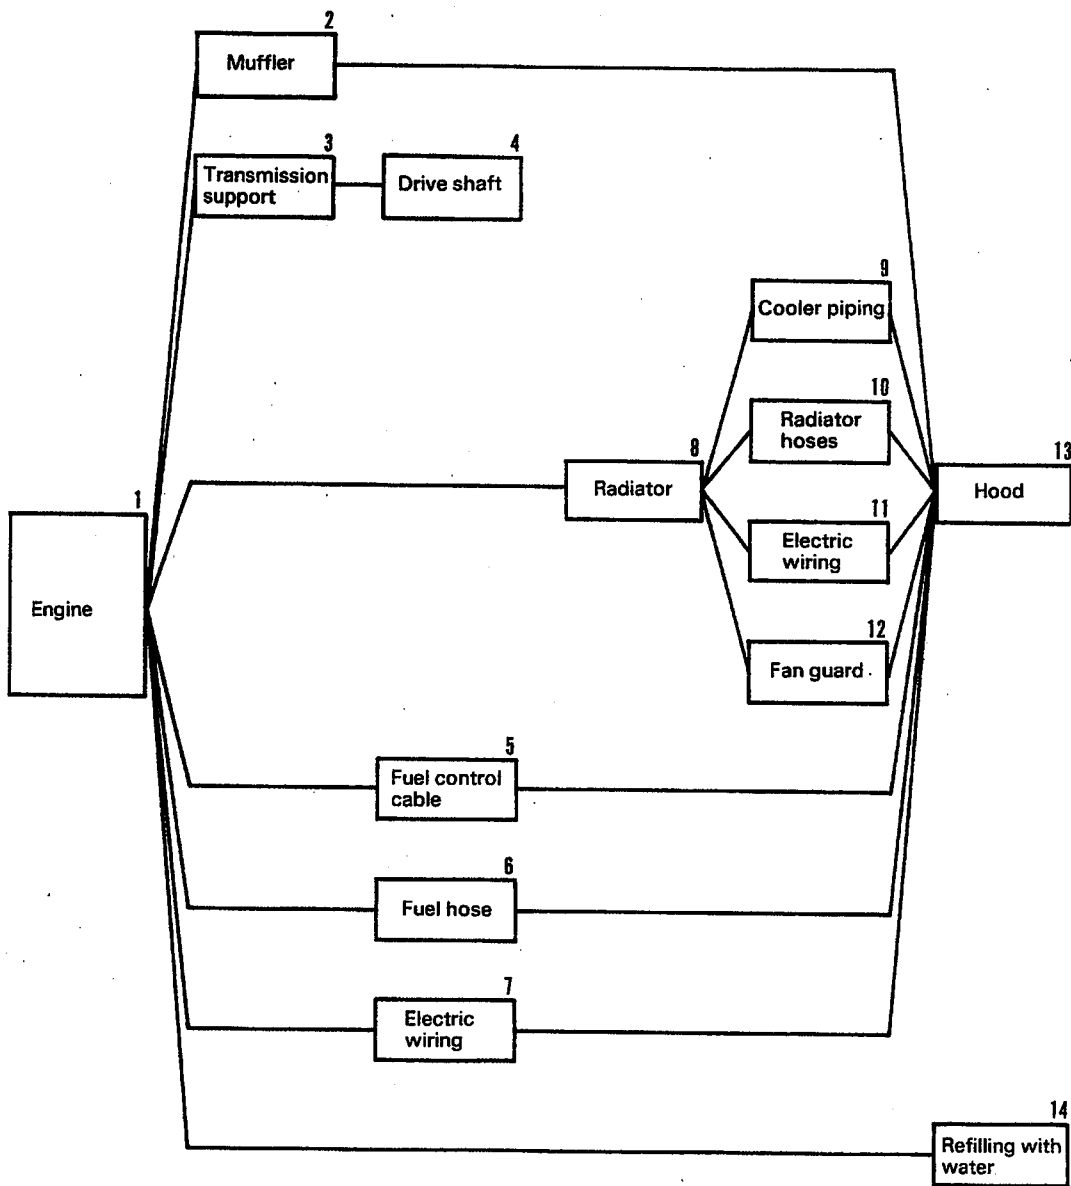 2
Muffler
3
Transmission
support
4
Drive shaft
9
Cooler piping
10
Radiator
hoses
8
Radiator
13
Hood
1
Engine
11
Electric
wiring
12
Fan guard
5
Fuel control
cable
6
Fuel hose
7
Electric
wiring
14
Refilling with
water